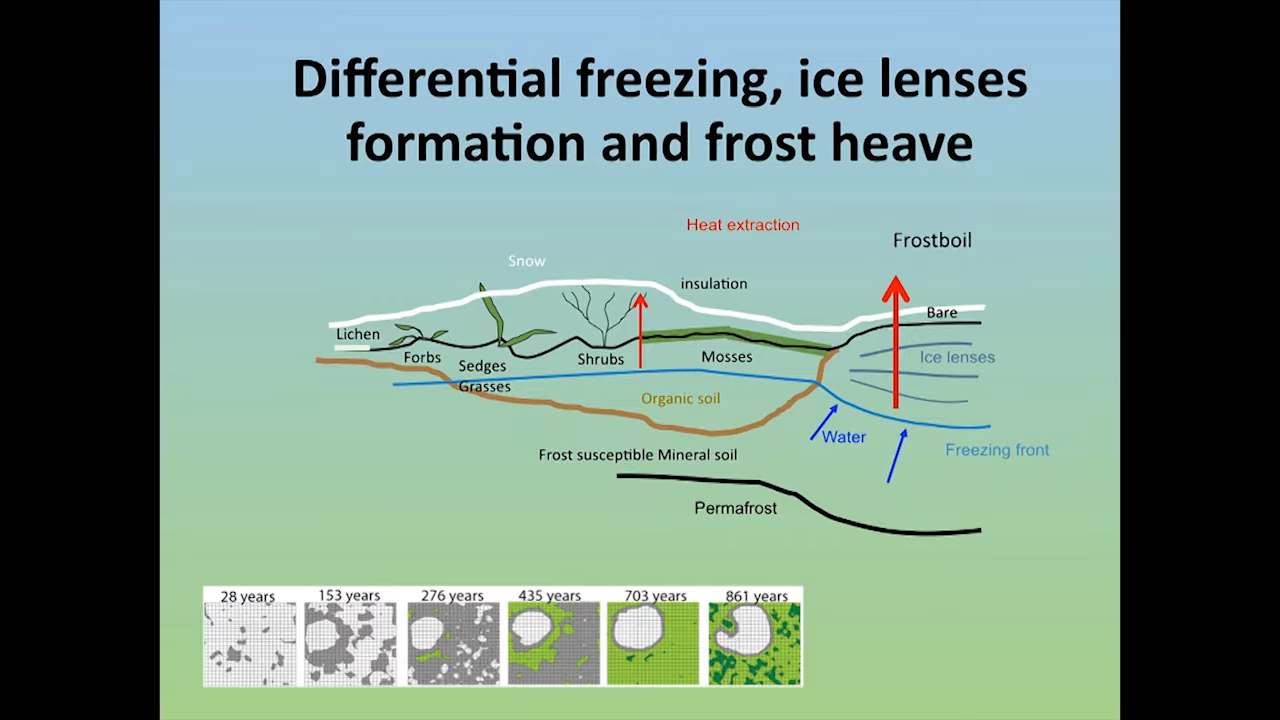 Differential freezing, ice lenses
formation and frost heave
Heat extraction
Frostboil
Snow
insulation
Bare
Lichen
Forbs
Sedges
Grasses
Shrubs
Mosses
Ice lenses
Organic soil
Water
Freezing front
Frost susceptible Mineral soil
Permafrost
28 years 153 years 276 years 435 years 703 years 861 years